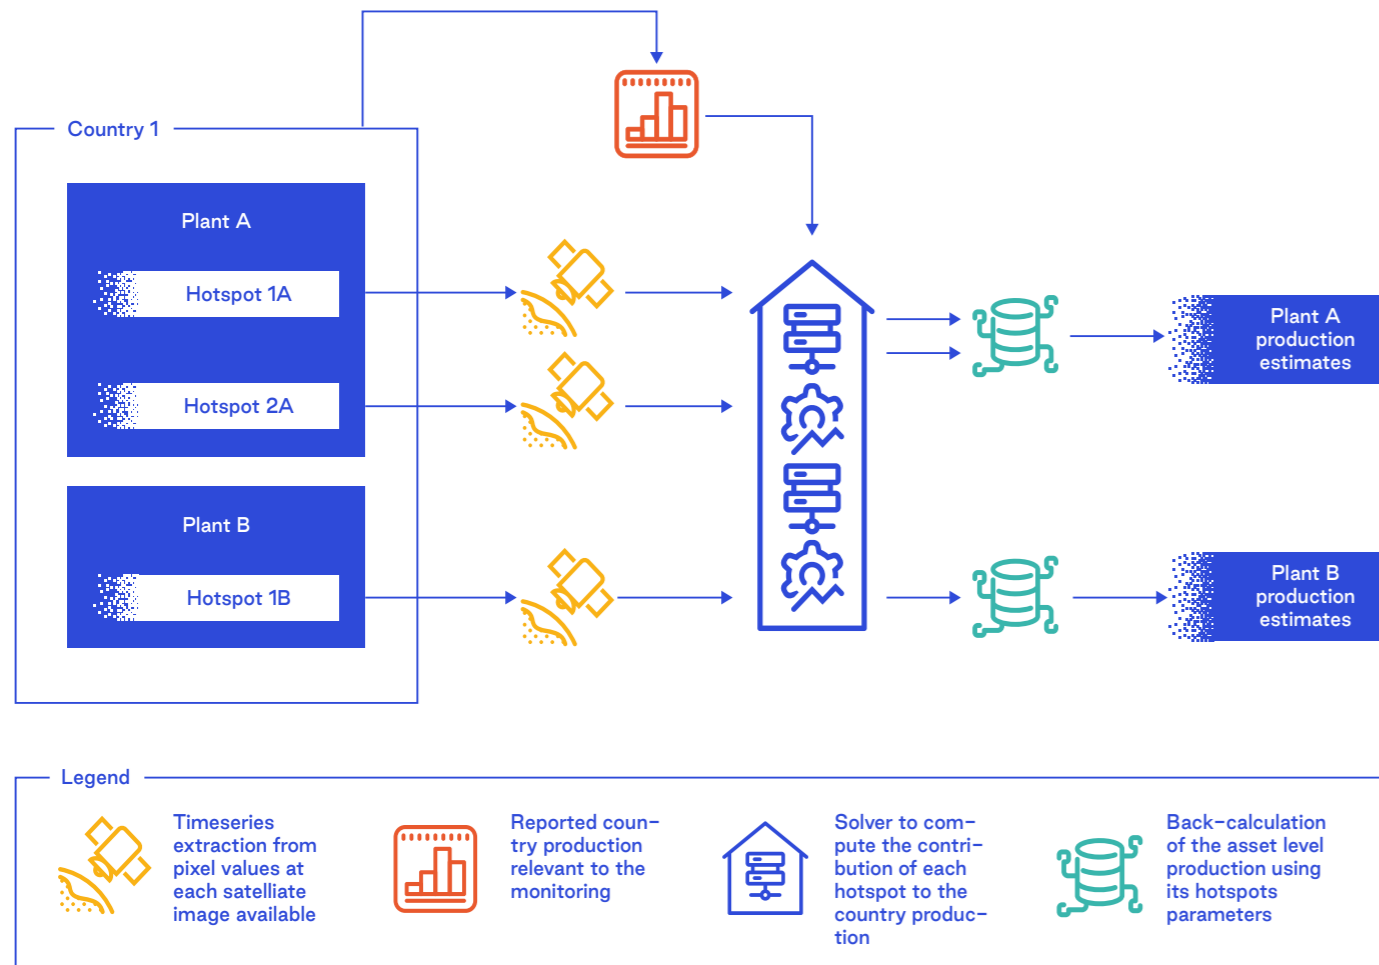 Country 1
Plant A
Hotspot 1A
Hotspot 2A
Plant B
Hotspot 1B
Plant A
production
estimates
Plant B
production
estimates
Legend
Timeseries
extraction from
pixel values at
each satelliate
image available
Reported coun-
try production
relevant to the
monitoring
Solver to com-
pute the contri-
bution of each
hotspot to the
country produc-
tion
Back-calculation
of the asset level
production using
its hotspots
parameters